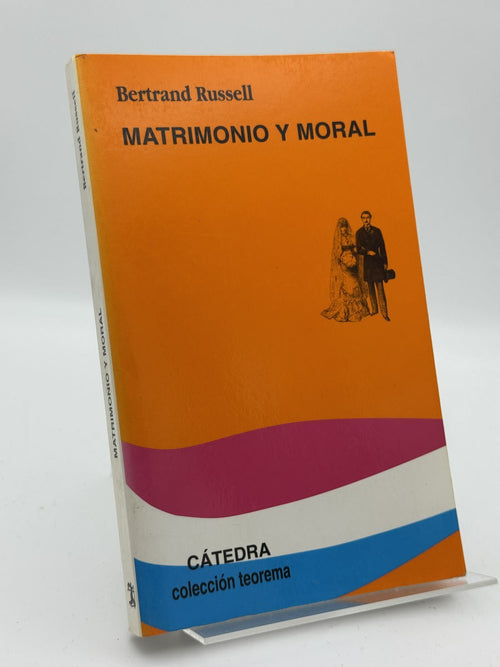 Bertrand Russell
MATRIMONIO Y MORAL
CÁTEDRA
colección teorema
Bertrand Russell
MATRIMONIO Y MORAL